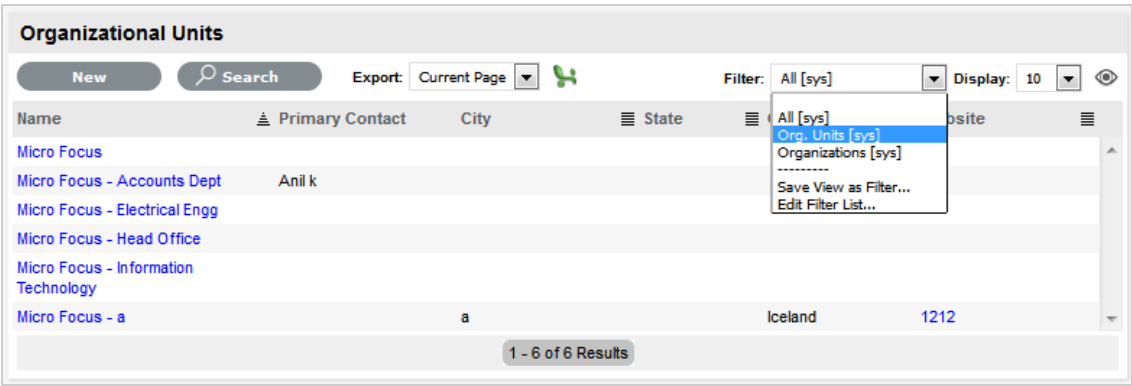 Organizational Units
New Search Export: Current Page Filter: All [sys] Display: 10
Name Primary Contact City State
All [sys]
Org. Units [sys]
Organizations [sys]
---------
Save View as Filter...
Edit Filter List...
Micro Focus
Micro Focus - Accounts Dept Anil k
Micro Focus - Electrical Engg
Micro Focus - Head Office
Micro Focus - Information
Technology
Micro Focus - a a Iceland 1212
1 - 6 of 6 Results